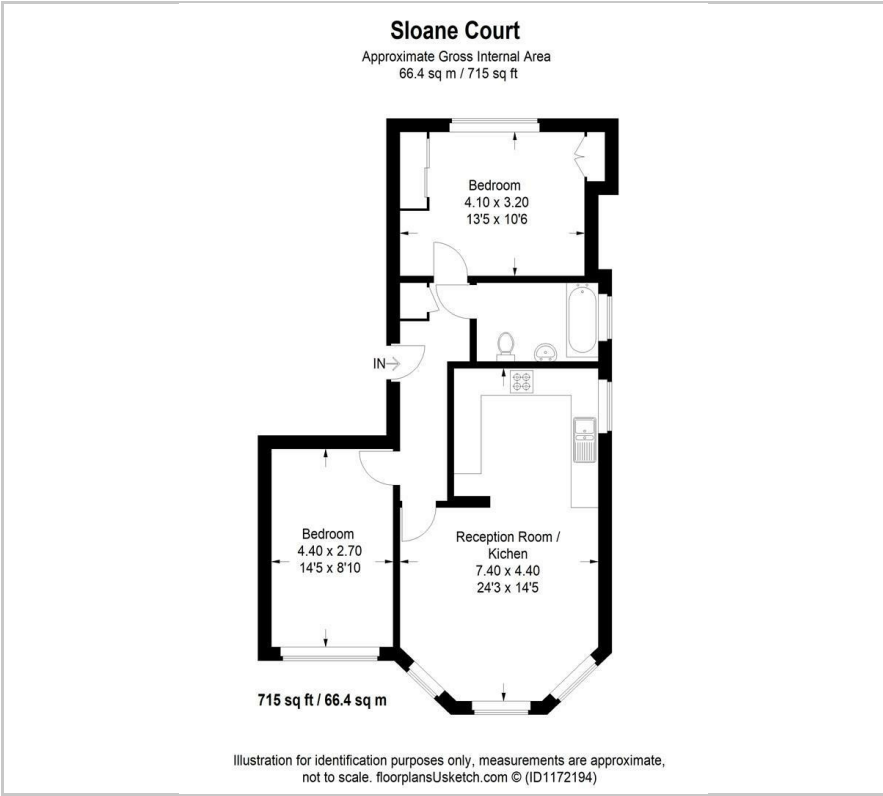 Sloane Court
Approximate Gross Internal Area
66.4 sq m / 715 sq ft
Bedroom
4.10 x 3.20
13'5 x 10'6
IN
Bedroom
4.40 x 2.70
14'5 x 8'10
Reception Room /
Kichen
7.40 x 4.40
24'3 x 14'5
715 sq ft / 66.4 sq m
Illustration for identification purposes only, measurements are approximate,
not to scale. floorplansUsketch.com © (ID1172194)